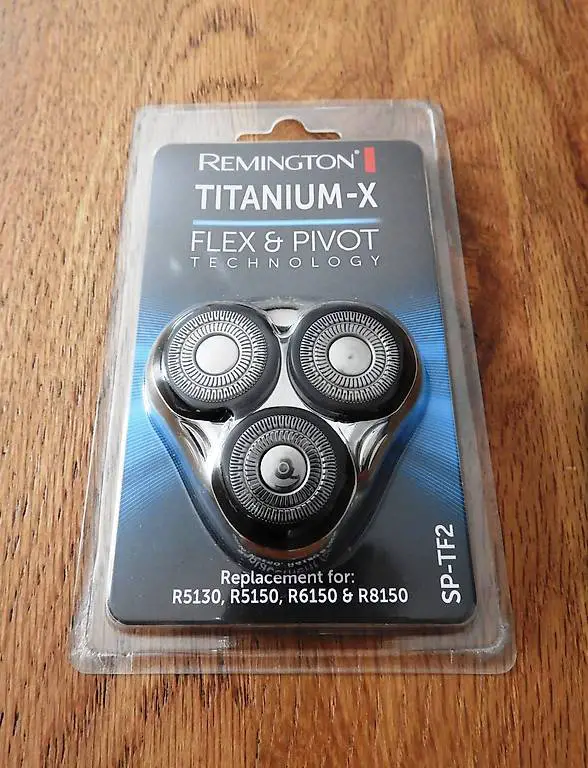 REMINGTON®
TITANIUM-X
FLEX & PIVOT
TECHNOLOGY
Replacement for:
R5130, R5150, R6150 & R8150
SP-TF2